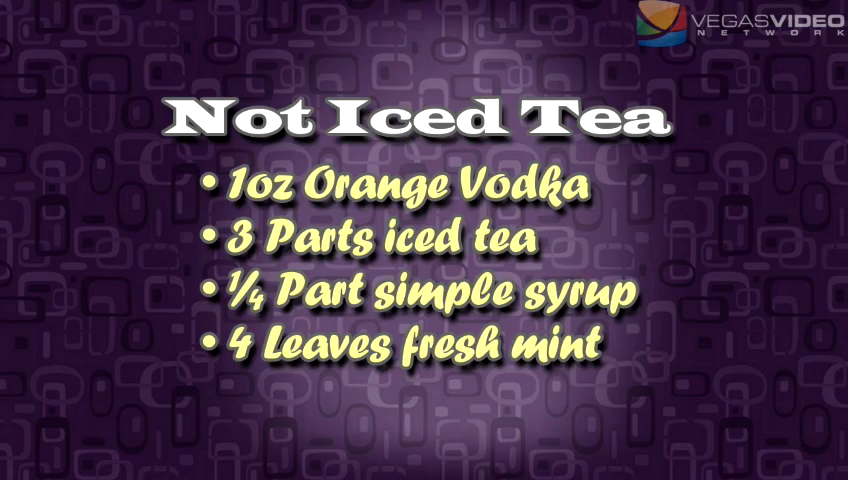 VEGASVIDEO
NETWORK
Not Iced Tea
• 1oz Orange Vodka
• 3 Parts iced tea
• ¼ Part simple syrup
• 4 Leaves fresh mint